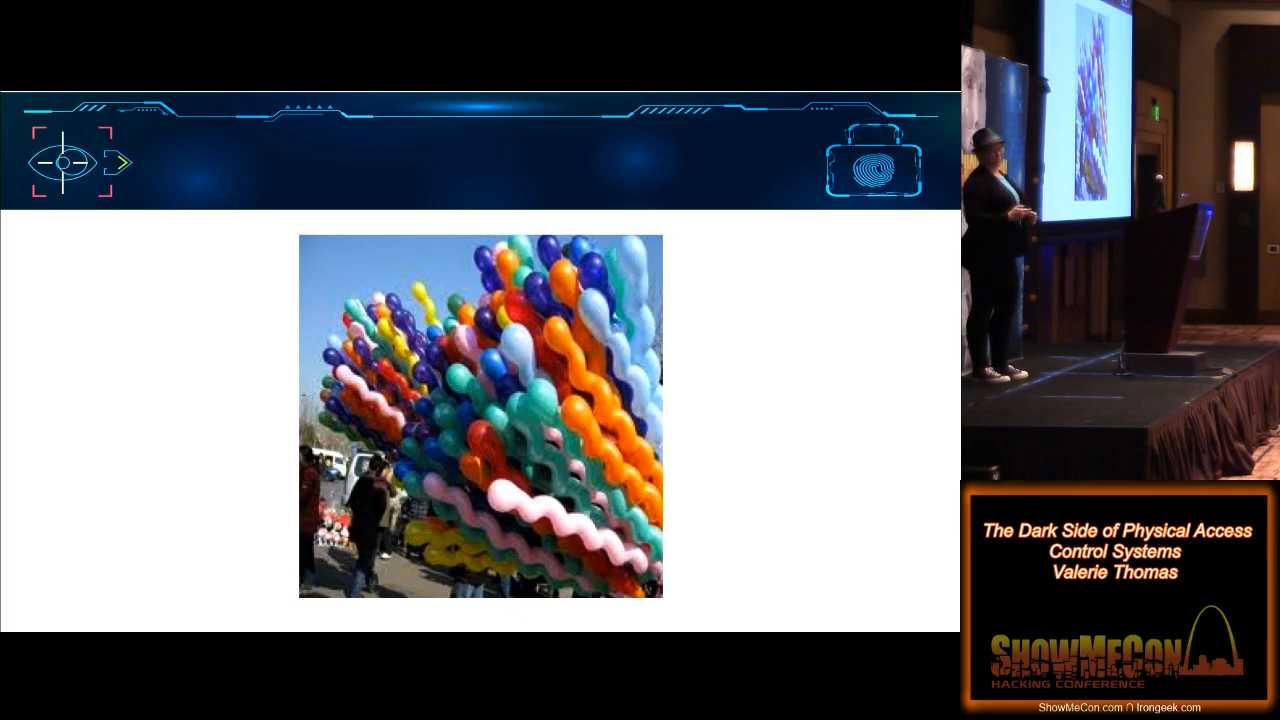 The Dark Side of Physical Access
Control Systems
Valerie Thomas
SHOWMECON
HACKING CONFERENCE
ShowMeCon.com ∩ Irongeek.com